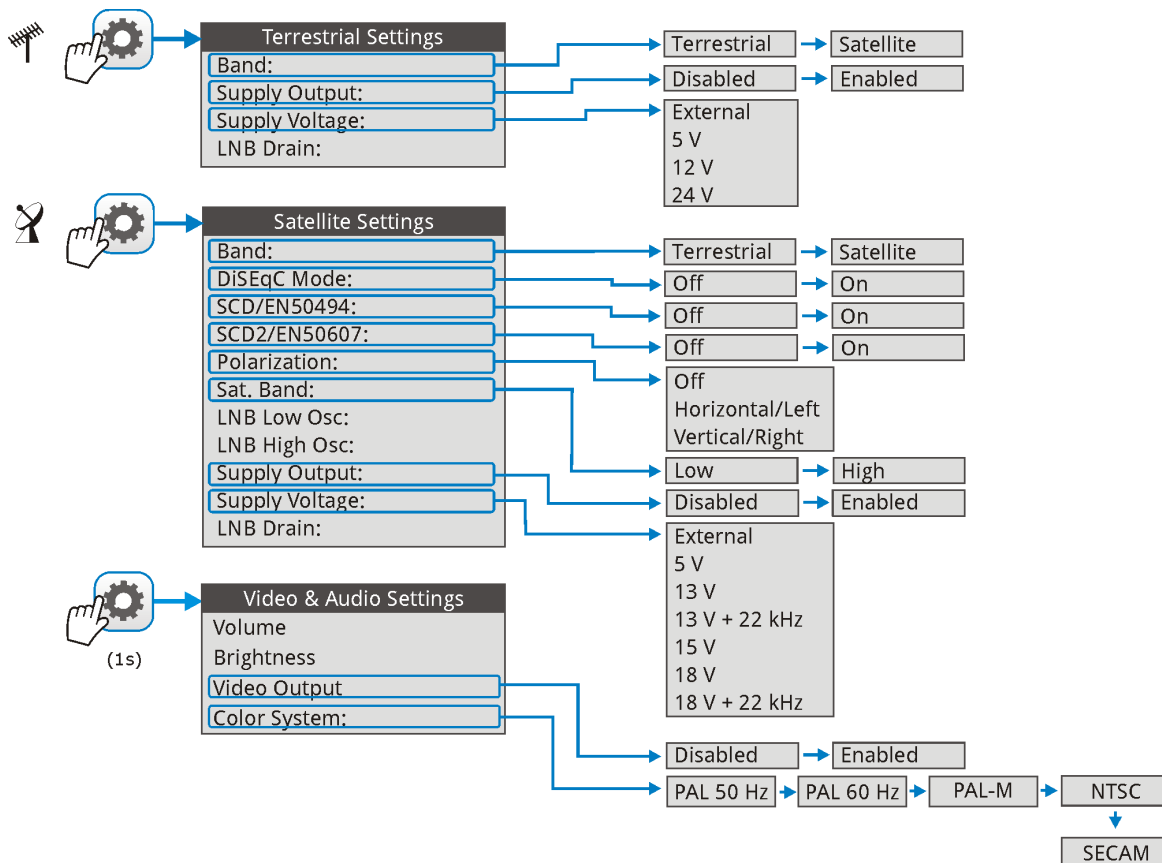 Terrestrial Settings
Band:
Supply Output:
Supply Voltage:
LNB Drain:
Terrestrial
Satellite
Disabled
Enabled
External
5 V
12 V
24 V
Satellite Settings
Band:
DiSEqC Mode:
SCD/EN50494:
SCD2/EN50607:
Polarization:
Sat. Band:
LNB Low Osc:
LNB High Osc:
Supply Output:
Supply Voltage:
LNB Drain:
Terrestrial
Satellite
Off
On
Off
On
Off
On
Off
Horizontal/Left
Vertical/Right
Low
High
Disabled
Enabled
External
5 V
13 V
13 V + 22 kHz
15 V
18 V
18 V + 22 kHz
(1s)
Video & Audio Settings
Volume
Brightness
Video Output
Color System:
Disabled
Enabled
PAL 50 Hz
PAL 60 Hz
PAL-M
NTSC
SECAM